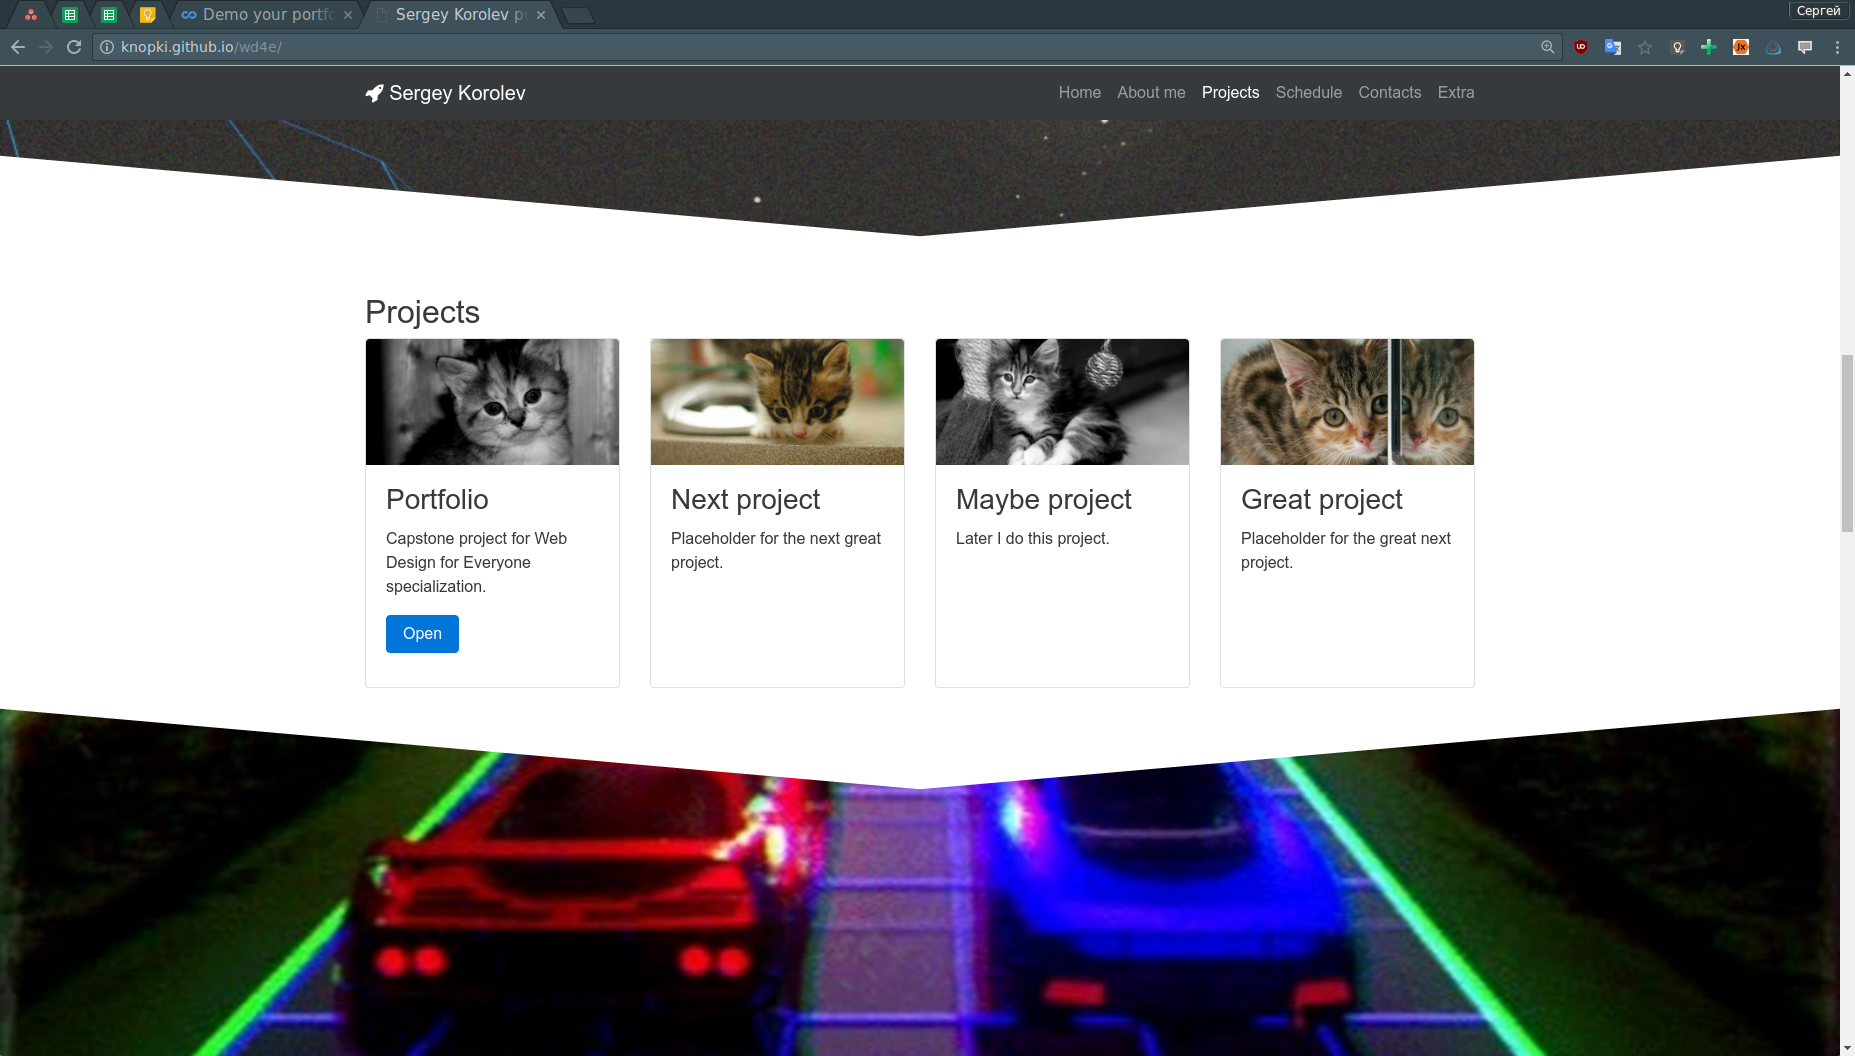 Demo your portfo
Sergey Korolev po
Сергей
knopki.github.io/wd4e/
Sergey Korolev
Home
About me
Projects
Schedule
Contacts
Extra
Projects
Portfolio
Capstone project for Web
Design for Everyone
specialization.
Open
Next project
Placeholder for the next great
project.
Maybe project
Later I do this project.
Great project
Placeholder for the great next
project.